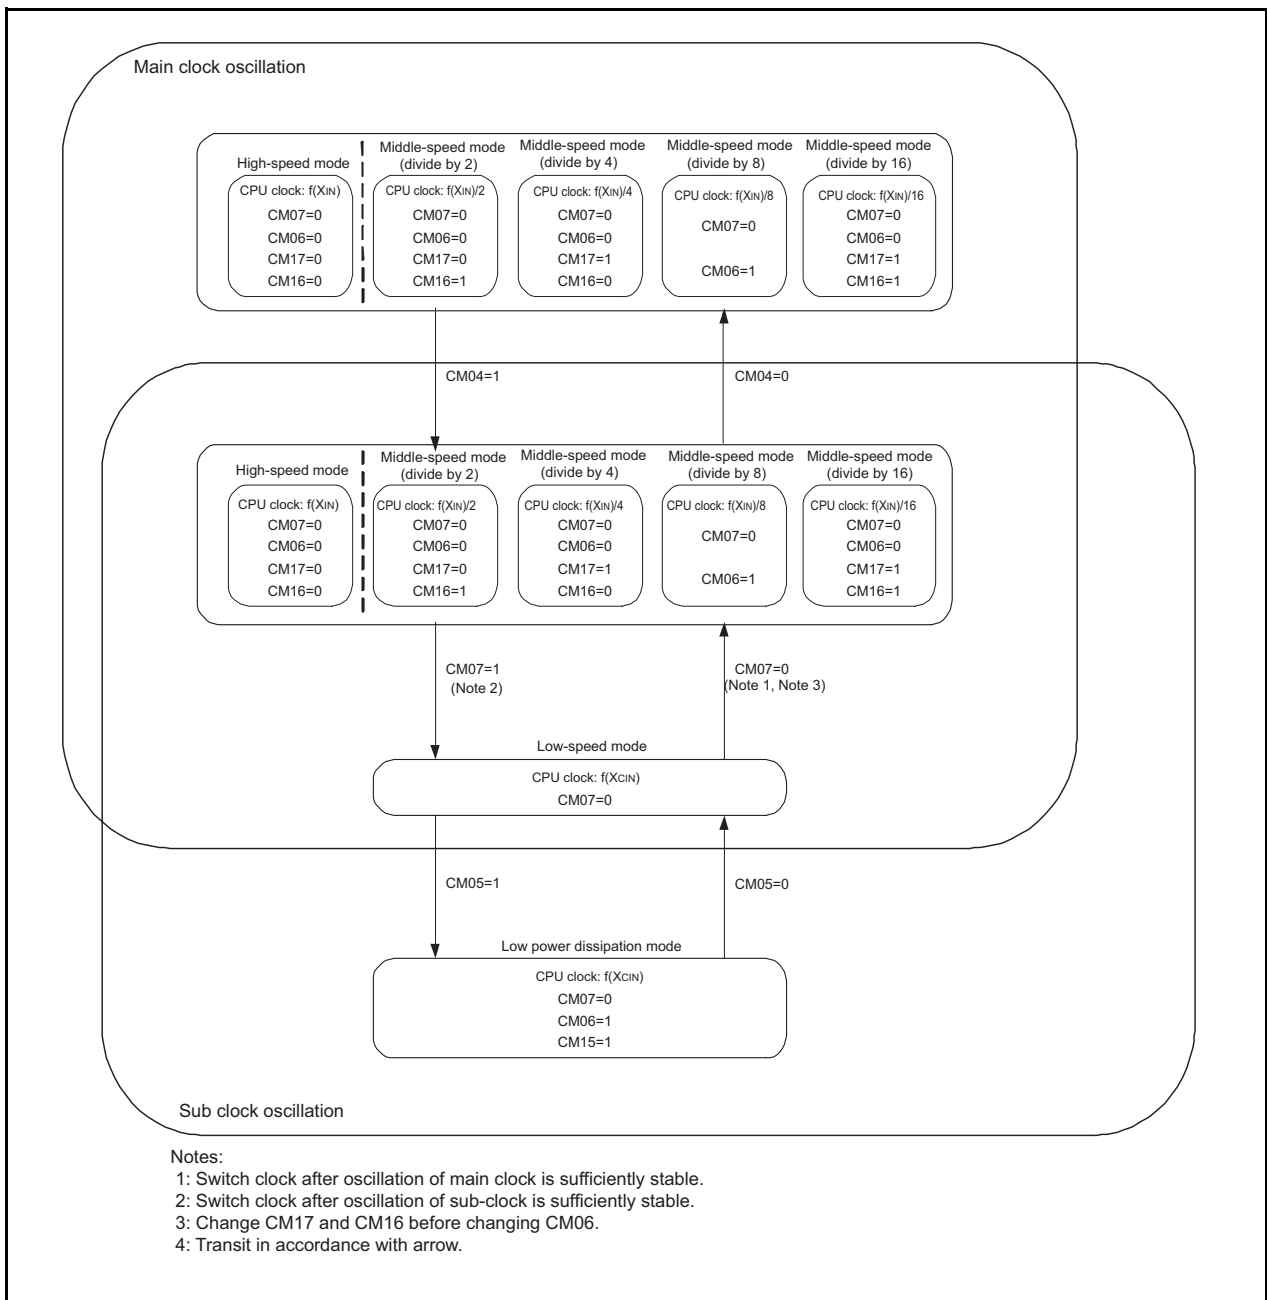 Main clock oscillation
High-speed mode
CPU clock: f(XIN)
CM07=0
CM06=0
CM17=0
CM16=0
Middle-speed mode
(divide by 2)
CPU clock: f(XIN)/2
CM07=0
CM06=0
CM17=0
CM16=1
Middle-speed mode
(divide by 4)
CPU clock: f(XIN)/4
CM07=0
CM06=0
CM17=1
CM16=0
Middle-speed mode
(divide by 8)
CPU clock: f(XIN)/8
CM07=0
CM06=1
Middle-speed mode
(divide by 16)
CPU clock: f(XIN)/16
CM07=0
CM06=0
CM17=1
CM16=1
CM04=1
CM04=0
High-speed mode
CPU clock: f(XIN)
CM07=0
CM06=0
CM17=0
CM16=0
Middle-speed mode
(divide by 2)
CPU clock: f(XIN)/2
CM07=0
CM06=0
CM17=0
CM16=1
Middle-speed mode
(divide by 4)
CPU clock: f(XIN)/4
CM07=0
CM06=0
CM17=1
CM16=0
Middle-speed mode
(divide by 8)
CPU clock: f(XIN)/8
CM07=0
CM06=1
Middle-speed mode
(divide by 16)
CPU clock: f(XIN)/16
CM07=0
CM06=0
CM17=1
CM16=1
CM07=1
(Note 2)
CM07=0
(Note 1, Note 3)
Low-speed mode
CPU clock: f(XCIN)
CM07=0
CM05=1
CM05=0
Low power dissipation mode
CPU clock: f(XCIN)
CM07=0
CM06=1
CM15=1
Sub clock oscillation
Notes:
1: Switch clock after oscillation of main clock is sufficiently stable.
2: Switch clock after oscillation of sub-clock is sufficiently stable.
3: Change CM17 and CM16 before changing CM06.
4: Transit in accordance with arrow.